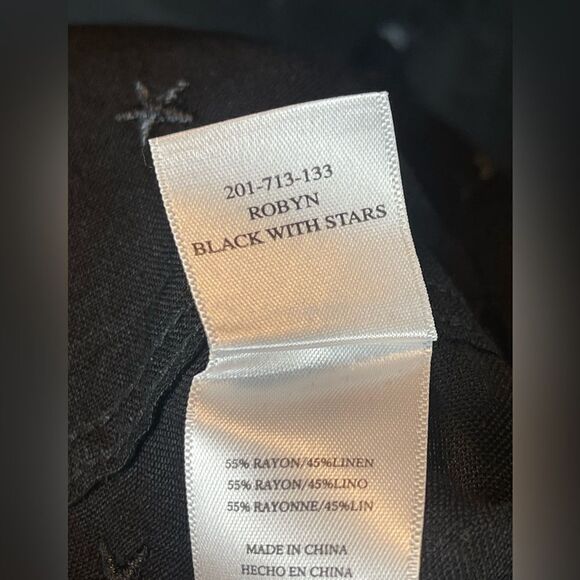 201-713-133
ROBYN
BLACK WITH STARS
55% RAYON/45%LINEN
55% RAYON/45%LINO
55% RAYONNE/45%LIN
MADE IN CHINA
HECHO EN CHINA